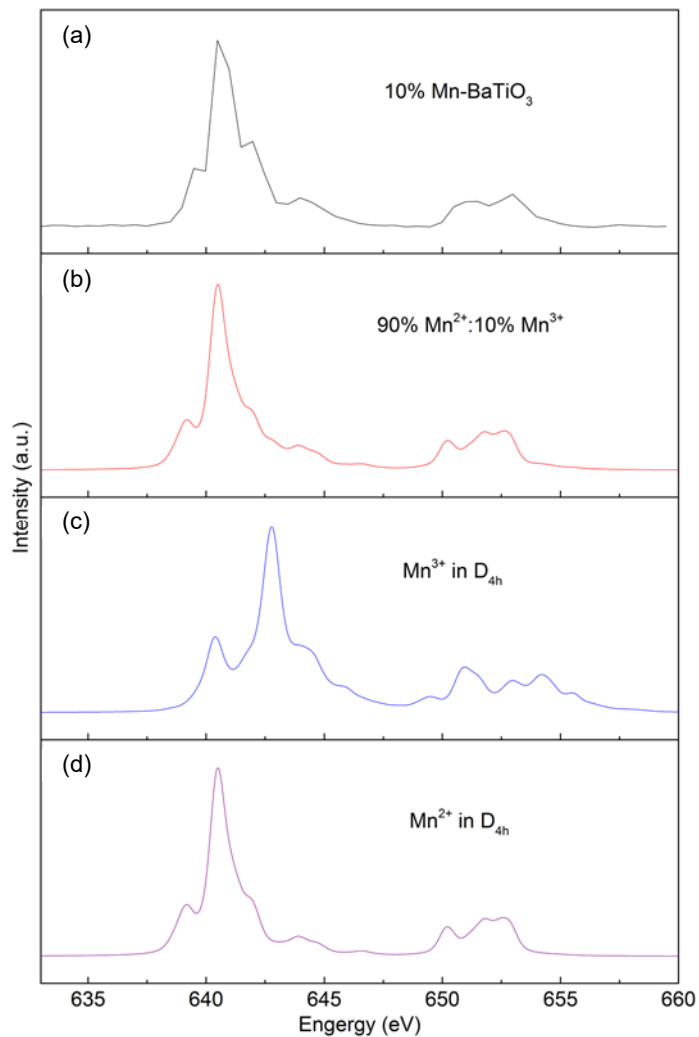 (a)
10% Mn-BaTiO₃
(b)
90% Mn²⁺:10% Mn³⁺
(c)
Mn³⁺ in D₄ₕ
(d)
Mn²⁺ in D₄ₕ
Intensity (a.u.)
635 640 645 650 655 660
Engergy (eV)